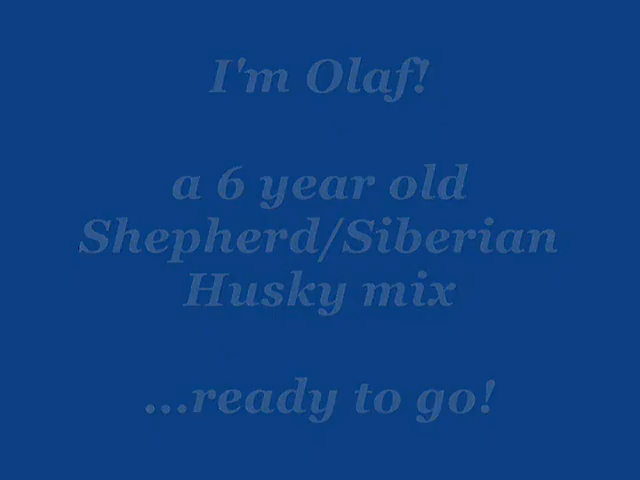 I'm Olaf!
a 6 year old
Shepherd/Siberian
Husky mix
...ready to go!